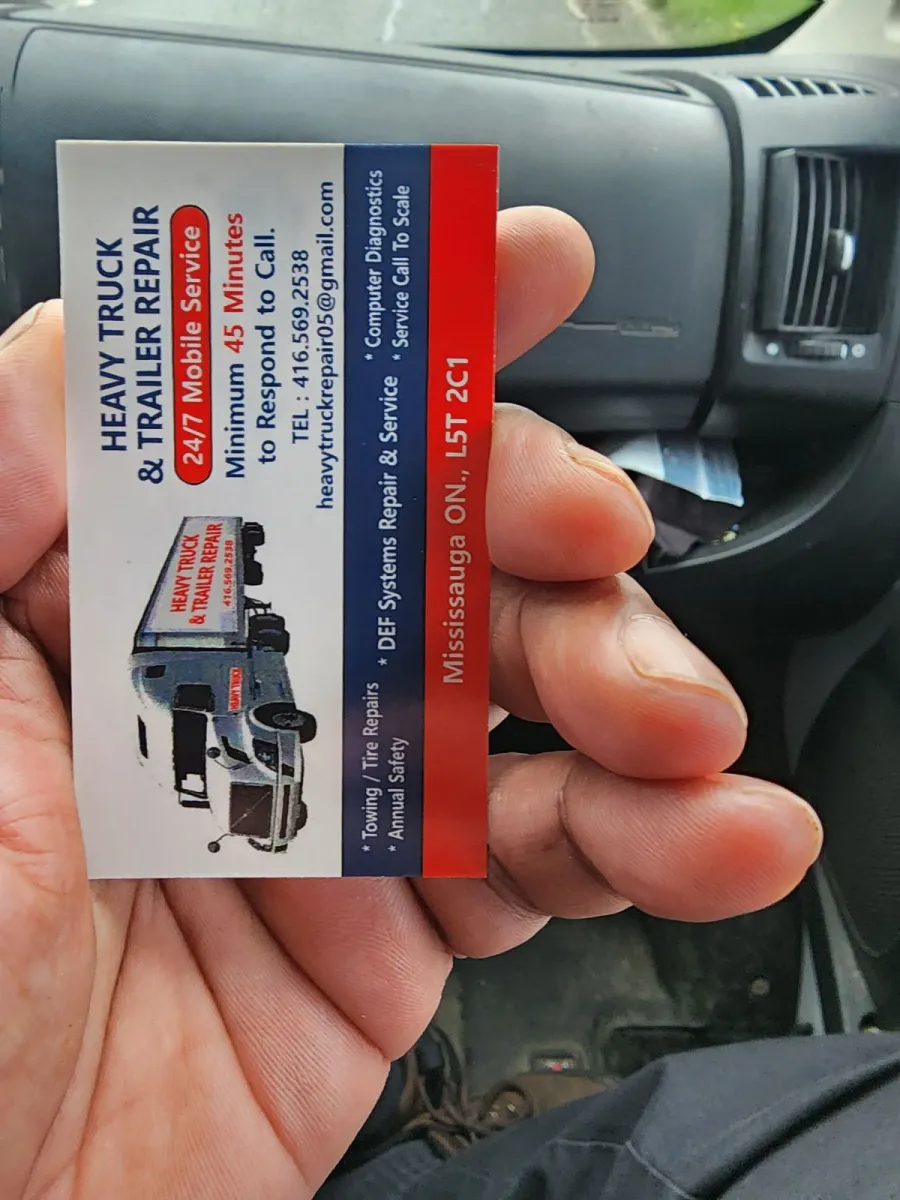 HEAVY TRUCK
& TRAILER REPAIR
24/7 Mobile Service
Minimum 45 Minutes
to Respond to Call.
TEL : 416.569.2538
heavytruckrepair05@gmail.com
HEAVY TRUCK
& TRAILER REPAIR
416.569.2538
HEAVY TRUCK
* Towing / Tire Repairs * DEF Systems Repair & Service * Computer Diagnostics
* Annual Safety * Service Call To Scale
Mississauga ON., L5T 2C1